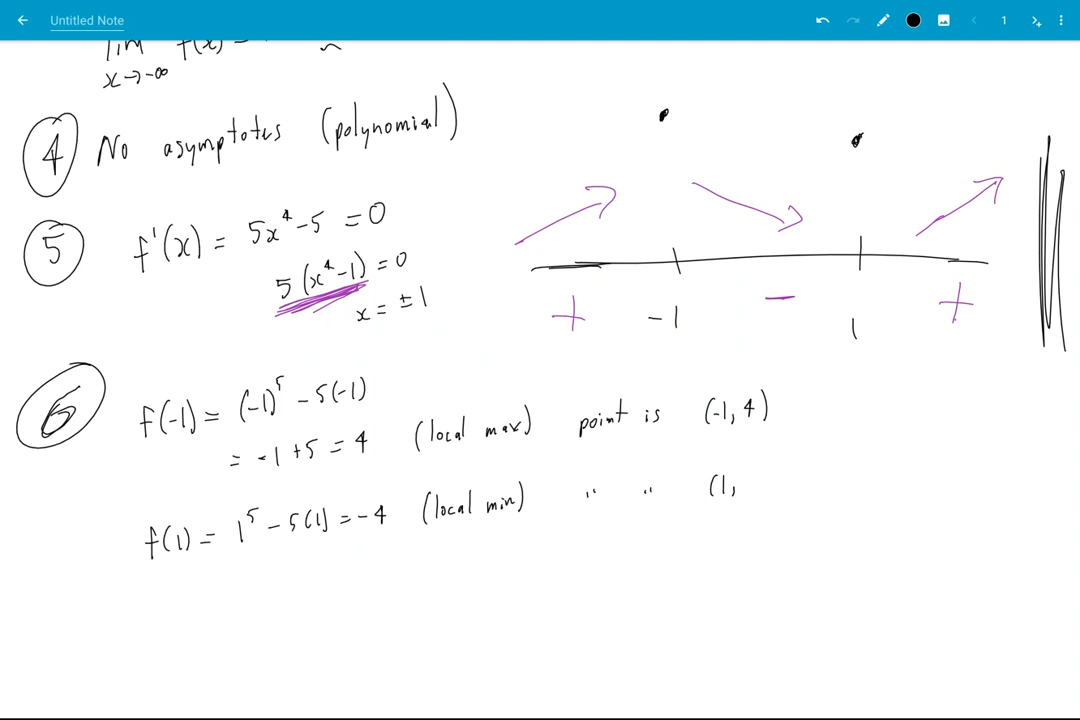 Untitled Note
1
lim f(x) =
x→-∞
④ No asymptotes (polynomial)
⑤ f'(x) = 5x⁴-5 = 0
5(x⁴-1) = 0
x = ±1
+ -1 − 1 +
⑥ f(-1) = (-1)⁵ - 5(-1)
= -1 + 5 = 4 (local max) point is (-1, 4)
f(1) = 1⁵ - 5(1) = -4 (local min) " " (1,